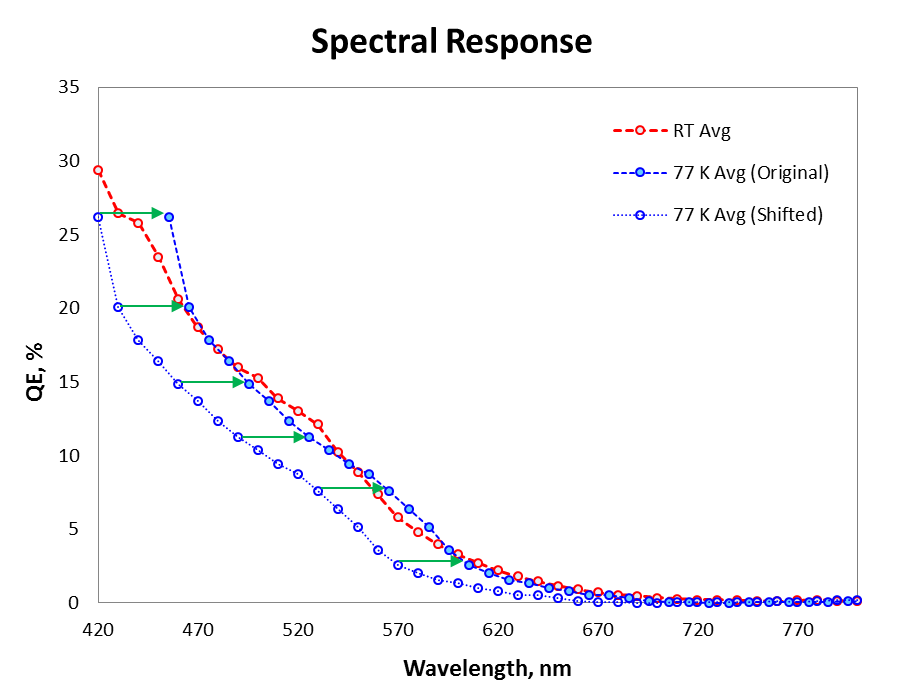 Spectral Response
35
30
25
20
15
10
5
0
QE, %
RT Avg
77 K Avg (Original)
77 K Avg (Shifted)
420 470 520 570 620 670 720 770
Wavelength, nm